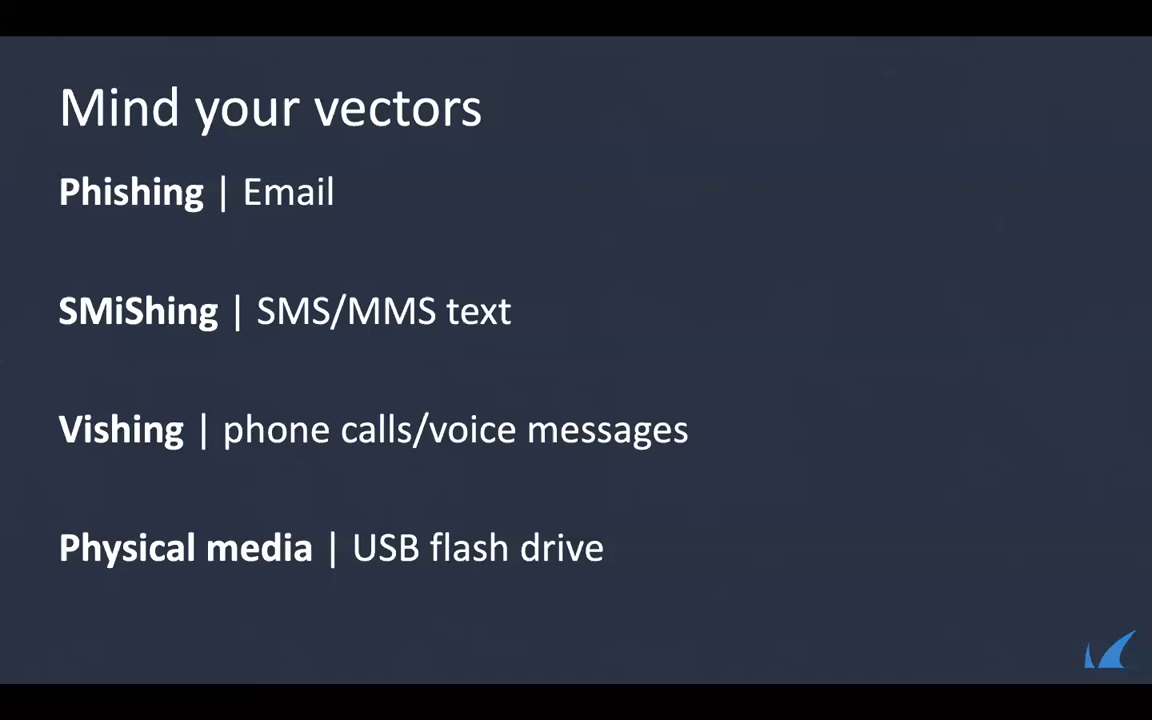 Mind your vectors
Phishing | Email
SMiShing | SMS/MMS text
Vishing | phone calls/voice messages
Physical media | USB flash drive